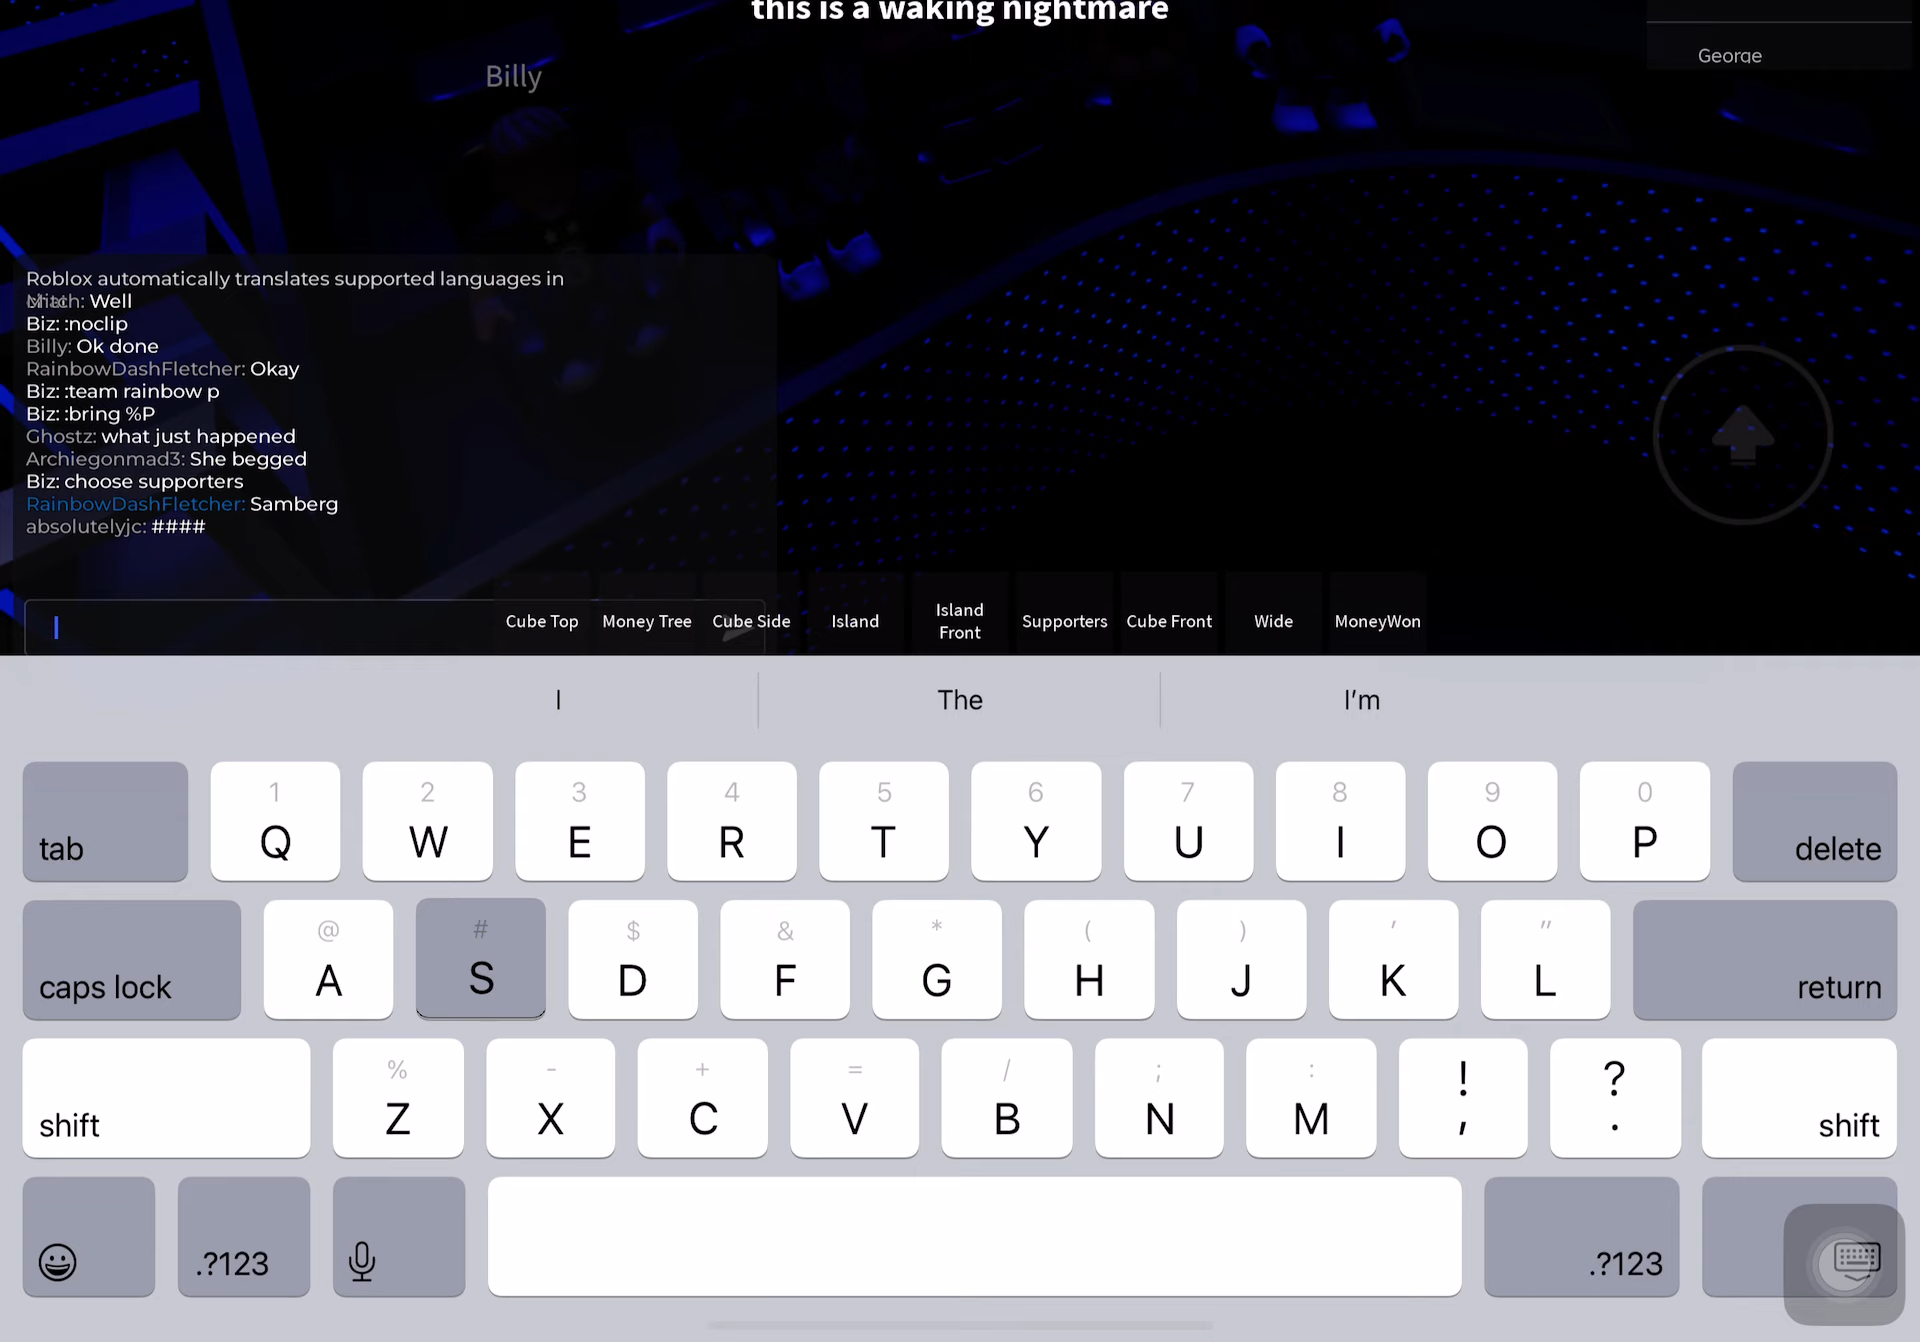 this is a waking nightmare
George
Billy
Roblox automatically translates supported languages in
Mitch: Well
Biz: :noclip
Billy: Ok done
RainbowDashFletcher: Okay
Biz: :team rainbow p
Biz: :bring %P
Ghostz: what just happened
Archiegonmad3: She begged
Biz: choose supporters
RainbowDashFletcher: Samberg
absolutelyjc: ####
Cube Top Money Tree Cube Side Island Island Front Supporters Cube Front Wide MoneyWon
I The I'm
1 2 3 4 5 6 7 8 9 0
tab Q W E R T Y U I O P delete
@ # $ & * ( ) ' "
caps lock A S D F G H J K L return
% - + = / ; : ! ?
shift Z X C V B N M , . shift
.?123 .?123